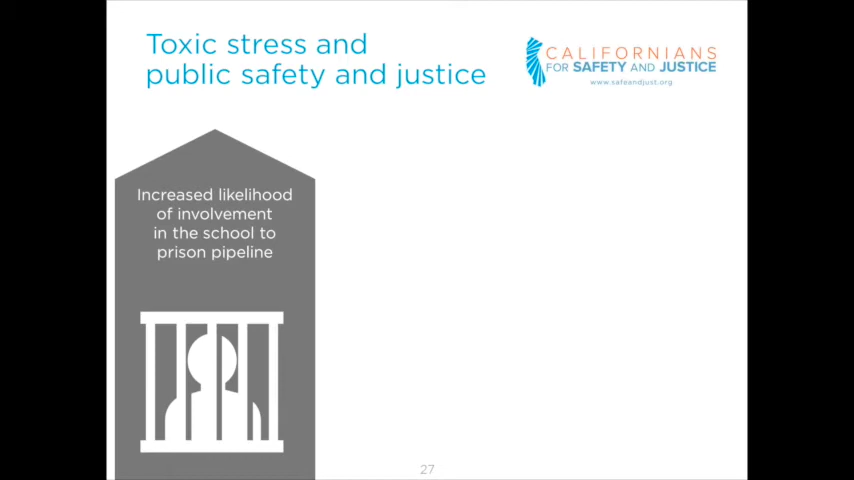 Toxic stress and
public safety and justice
CALIFORNIANS
FOR SAFETY AND JUSTICE
www.safeandjust.org
Increased likelihood
of involvement
in the school to
prison pipeline
27